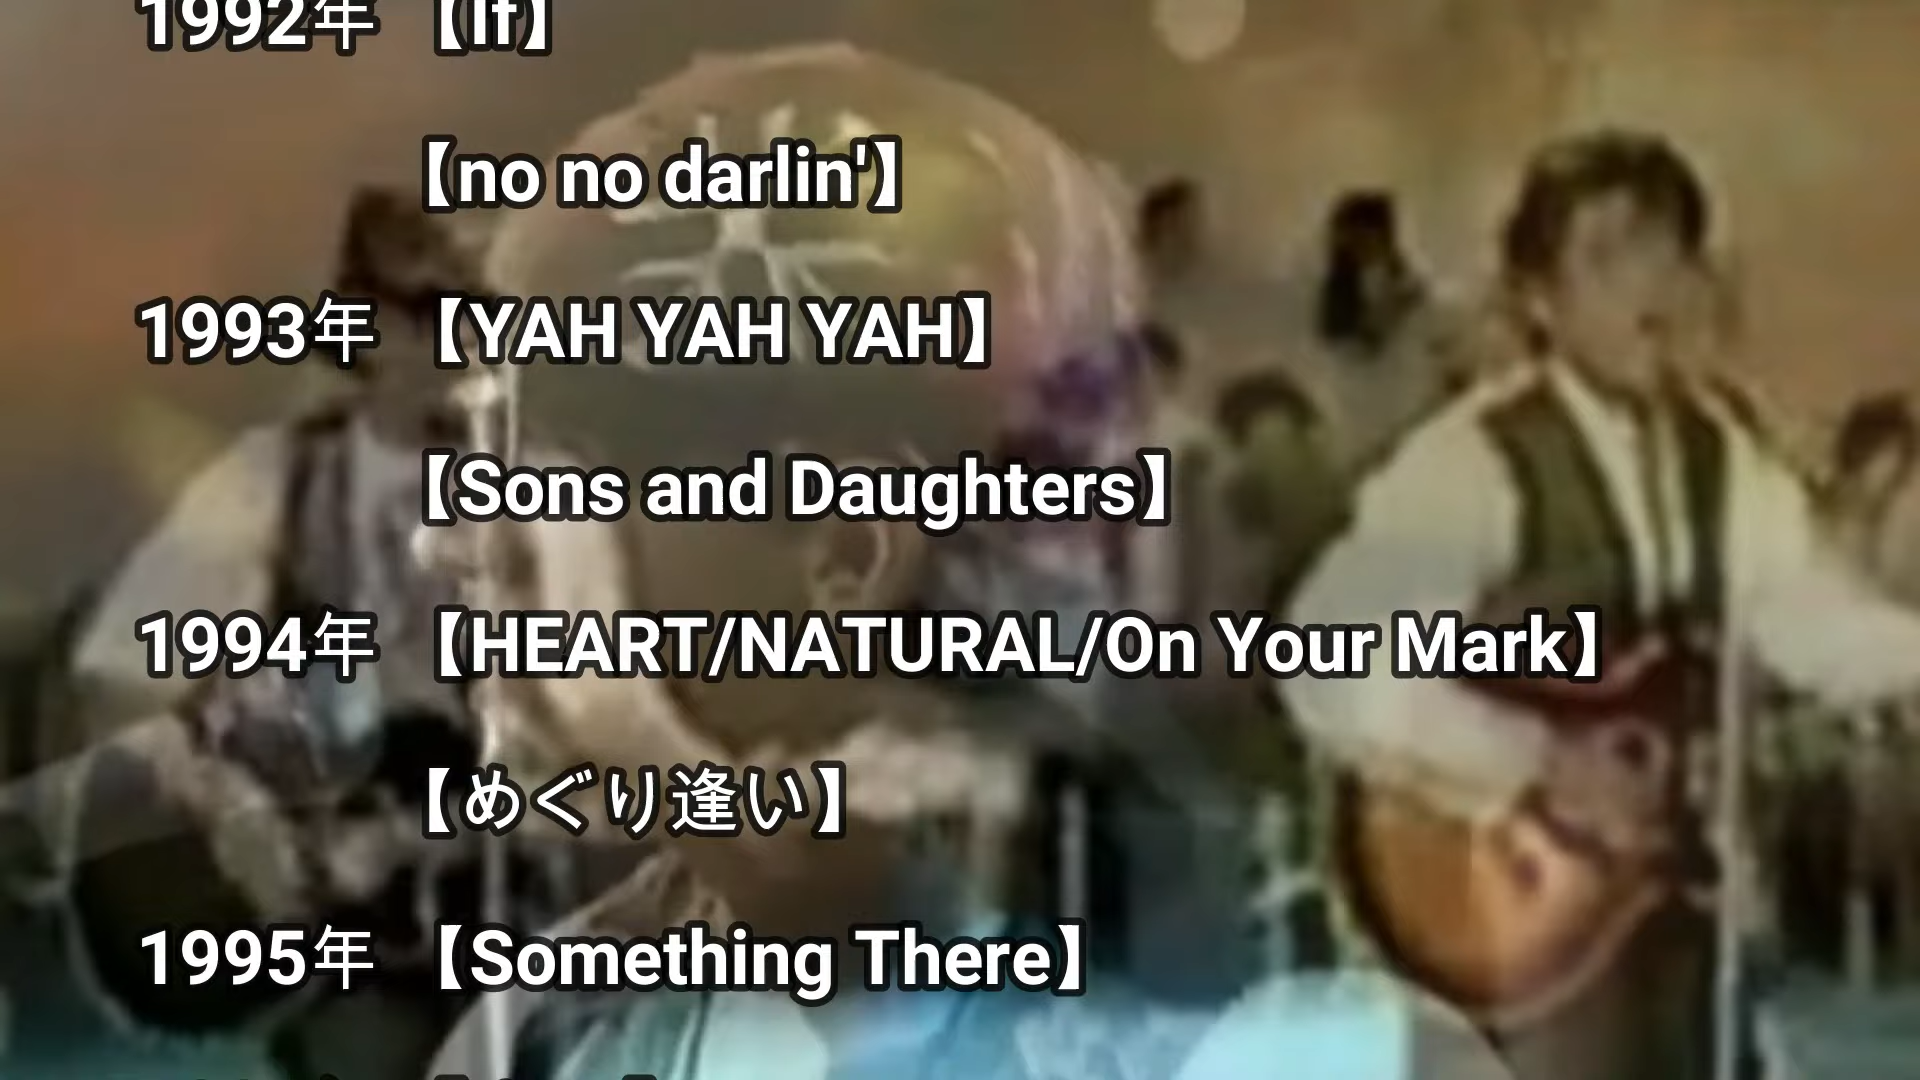 1992年 【If】
【no no darlin'】
1993年 【YAH YAH YAH】
【Sons and Daughters】
1994年 【HEART/NATURAL/On Your Mark】
【めぐり逢い】
1995年 【Something There】